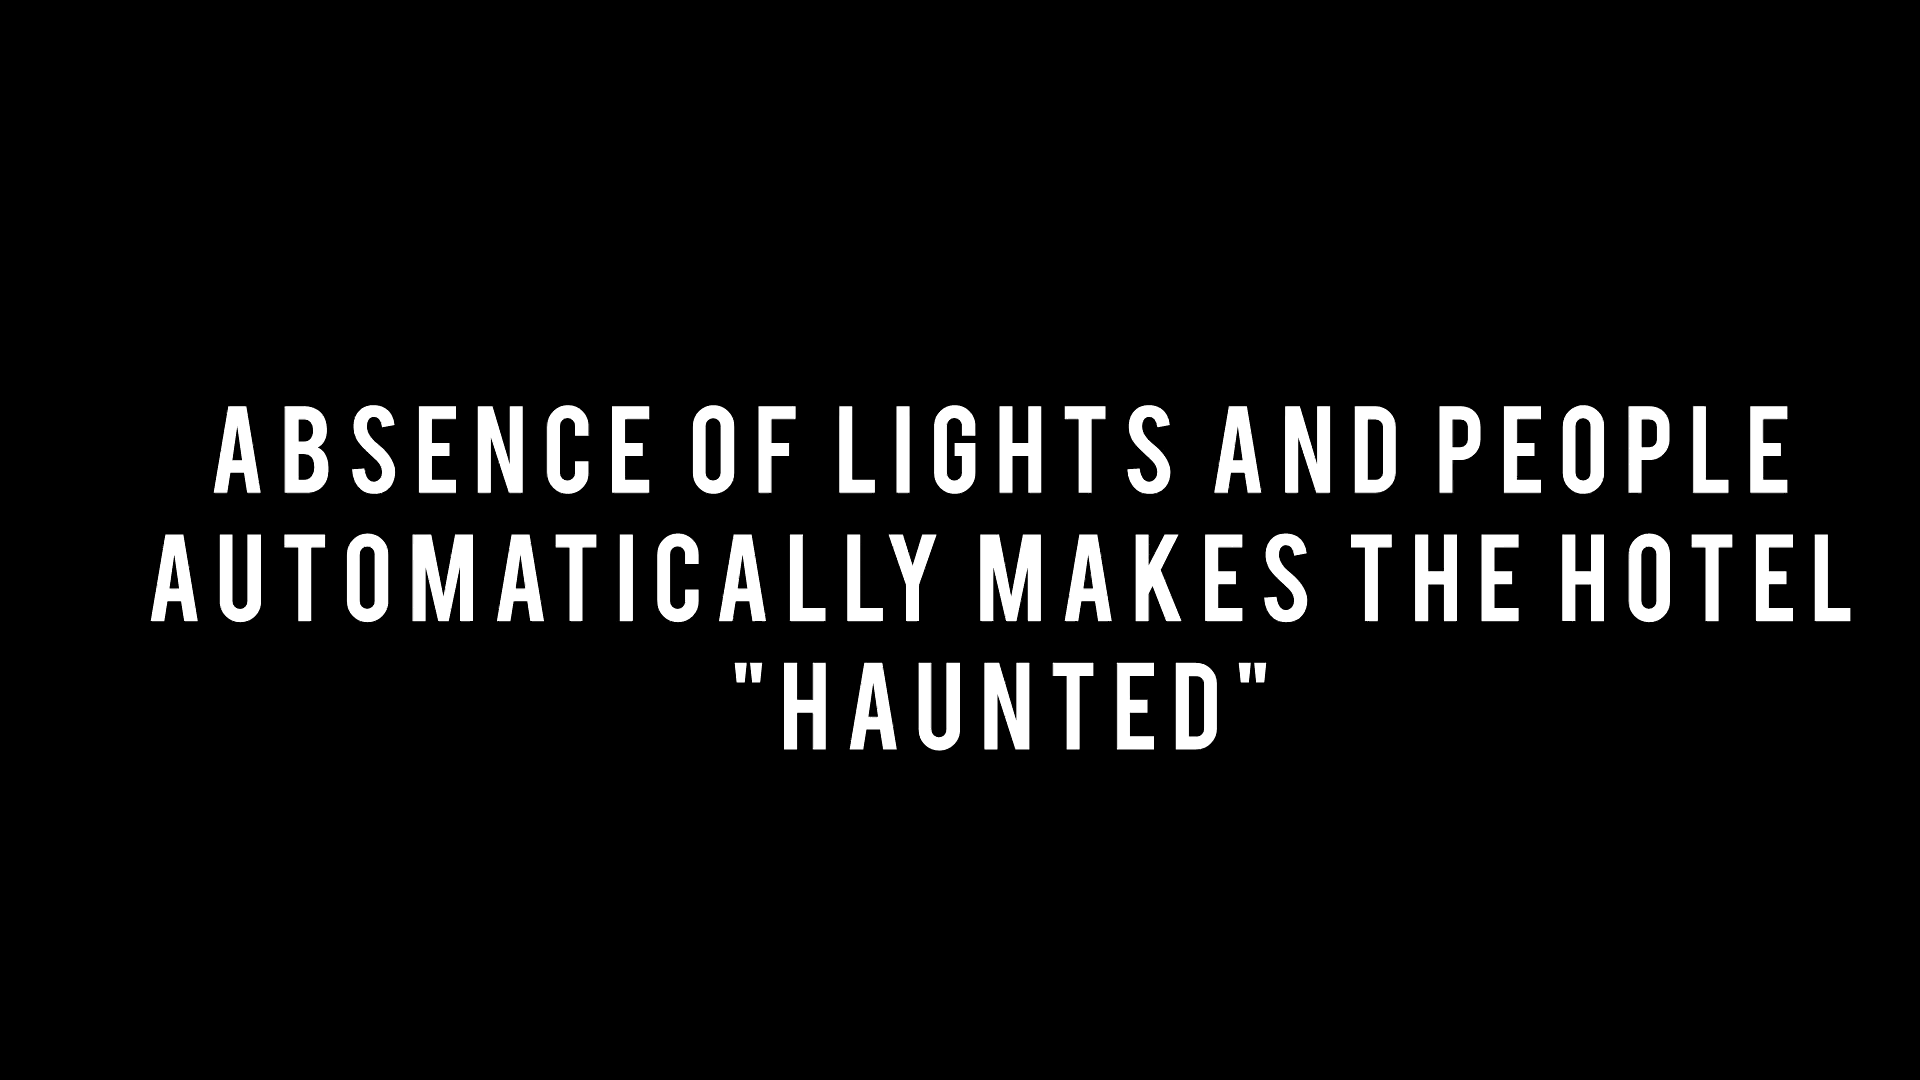 ABSENCE OF LIGHTS AND PEOPLE
AUTOMATICALLY MAKES THE HOTEL
"HAUNTED"